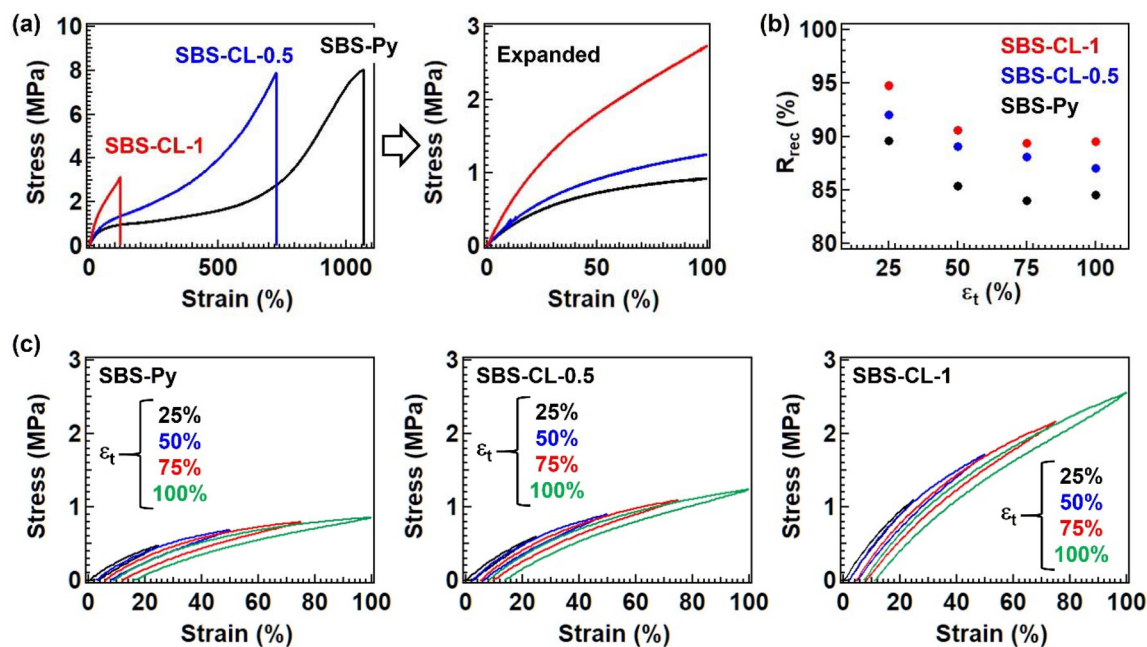 (a)
10
8
6
4
2
0
Stress (MPa)
SBS-CL-1
SBS-CL-0.5
SBS-Py
0
500
1000
Strain (%)
3
2
1
0
Stress (MPa)
Expanded
0
50
100
Strain (%)
(b)
100
95
90
85
80
R_rec (%)
SBS-CL-1
SBS-CL-0.5
SBS-Py
25
50
75
100
ε_t (%)
(c)
3
2
1
0
Stress (MPa)
SBS-Py
ε_t
25%
50%
75%
100%
0 20 40 60 80 100
Strain (%)
3
2
1
0
Stress (MPa)
SBS-CL-0.5
ε_t
25%
50%
75%
100%
0 20 40 60 80 100
Strain (%)
3
2
1
0
Stress (MPa)
SBS-CL-1
ε_t
25%
50%
75%
100%
0 20 40 60 80 100
Strain (%)